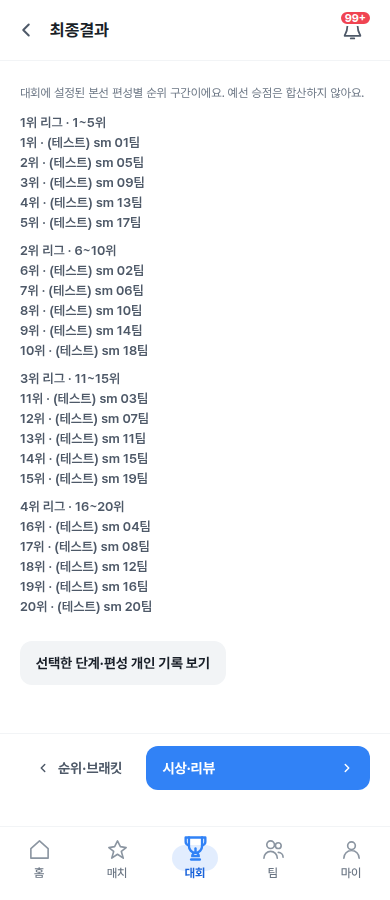 최종결과
99+
대회에 설정된 본선 편성별 순위 구간이에요. 예선 승점은 합산하지 않아요.
1위 리그 · 1~5위
1위 · (테스트) sm 01팀
2위 · (테스트) sm 05팀
3위 · (테스트) sm 09팀
4위 · (테스트) sm 13팀
5위 · (테스트) sm 17팀
2위 리그 · 6~10위
6위 · (테스트) sm 02팀
7위 · (테스트) sm 06팀
8위 · (테스트) sm 10팀
9위 · (테스트) sm 14팀
10위 · (테스트) sm 18팀
3위 리그 · 11~15위
11위 · (테스트) sm 03팀
12위 · (테스트) sm 07팀
13위 · (테스트) sm 11팀
14위 · (테스트) sm 15팀
15위 · (테스트) sm 19팀
4위 리그 · 16~20위
16위 · (테스트) sm 04팀
17위 · (테스트) sm 08팀
18위 · (테스트) sm 12팀
19위 · (테스트) sm 16팀
20위 · (테스트) sm 20팀
선택한 단계·편성 개인 기록 보기
순위·브래킷
시상·리뷰
홈
매치
대회
팀
마이